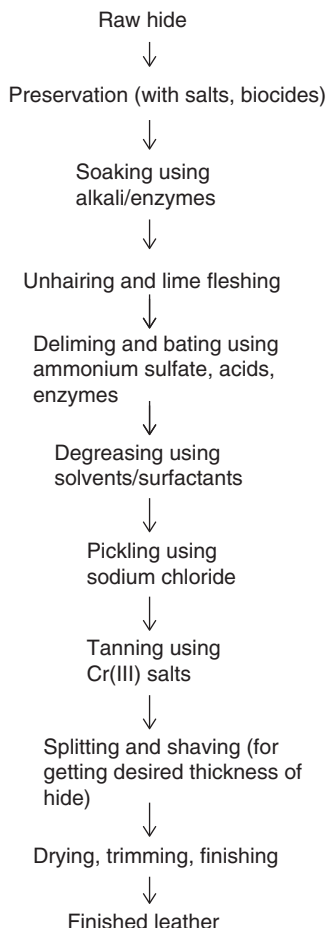 Raw hide
Preservation (with salts, biocides)
Soaking using
alkali/enzymes
Unhairing and lime fleshing
Deliming and bating using
ammonium sulfate, acids,
enzymes
Degreasing using
solvents/surfactants
Pickling using
sodium chloride
Tanning using
Cr(III) salts
Splitting and shaving (for
getting desired thickness of
hide)
Drying, trimming, finishing
Finished leather